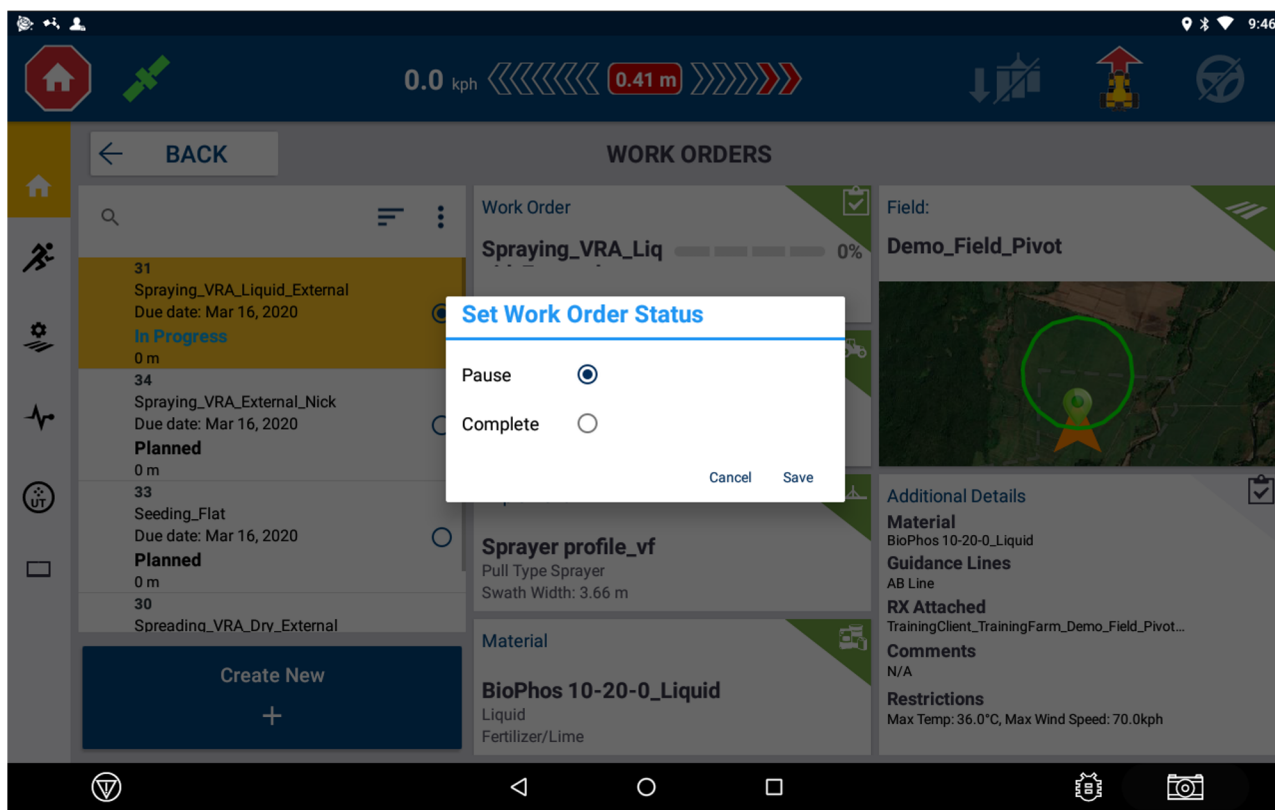 9:46
0.0 kph
0.41 m
BACK
WORK ORDERS
31
Spraying_VRA_Liquid_External
Due date: Mar 16, 2020
In Progress
0 m
34
Spraying_VRA_External_Nick
Due date: Mar 16, 2020
Planned
0 m
33
Seeding_Flat
Due date: Mar 16, 2020
Planned
0 m
30
Spreading_VRA_Dry_External
Create New
+
UT
Work Order
Spraying_VRA_Liq
0%
Set Work Order Status
Pause
Complete
Cancel
Save
Sprayer profile_vf
Pull Type Sprayer
Swath Width: 3.66 m
Material
BioPhos 10-20-0_Liquid
Liquid
Fertilizer/Lime
Field:
Demo_Field_Pivot
Additional Details
Material
BioPhos 10-20-0_Liquid
Guidance Lines
AB Line
RX Attached
TrainingClient_TrainingFarm_Demo_Field_Pivot...
Comments
N/A
Restrictions
Max Temp: 36.0°C, Max Wind Speed: 70.0kph